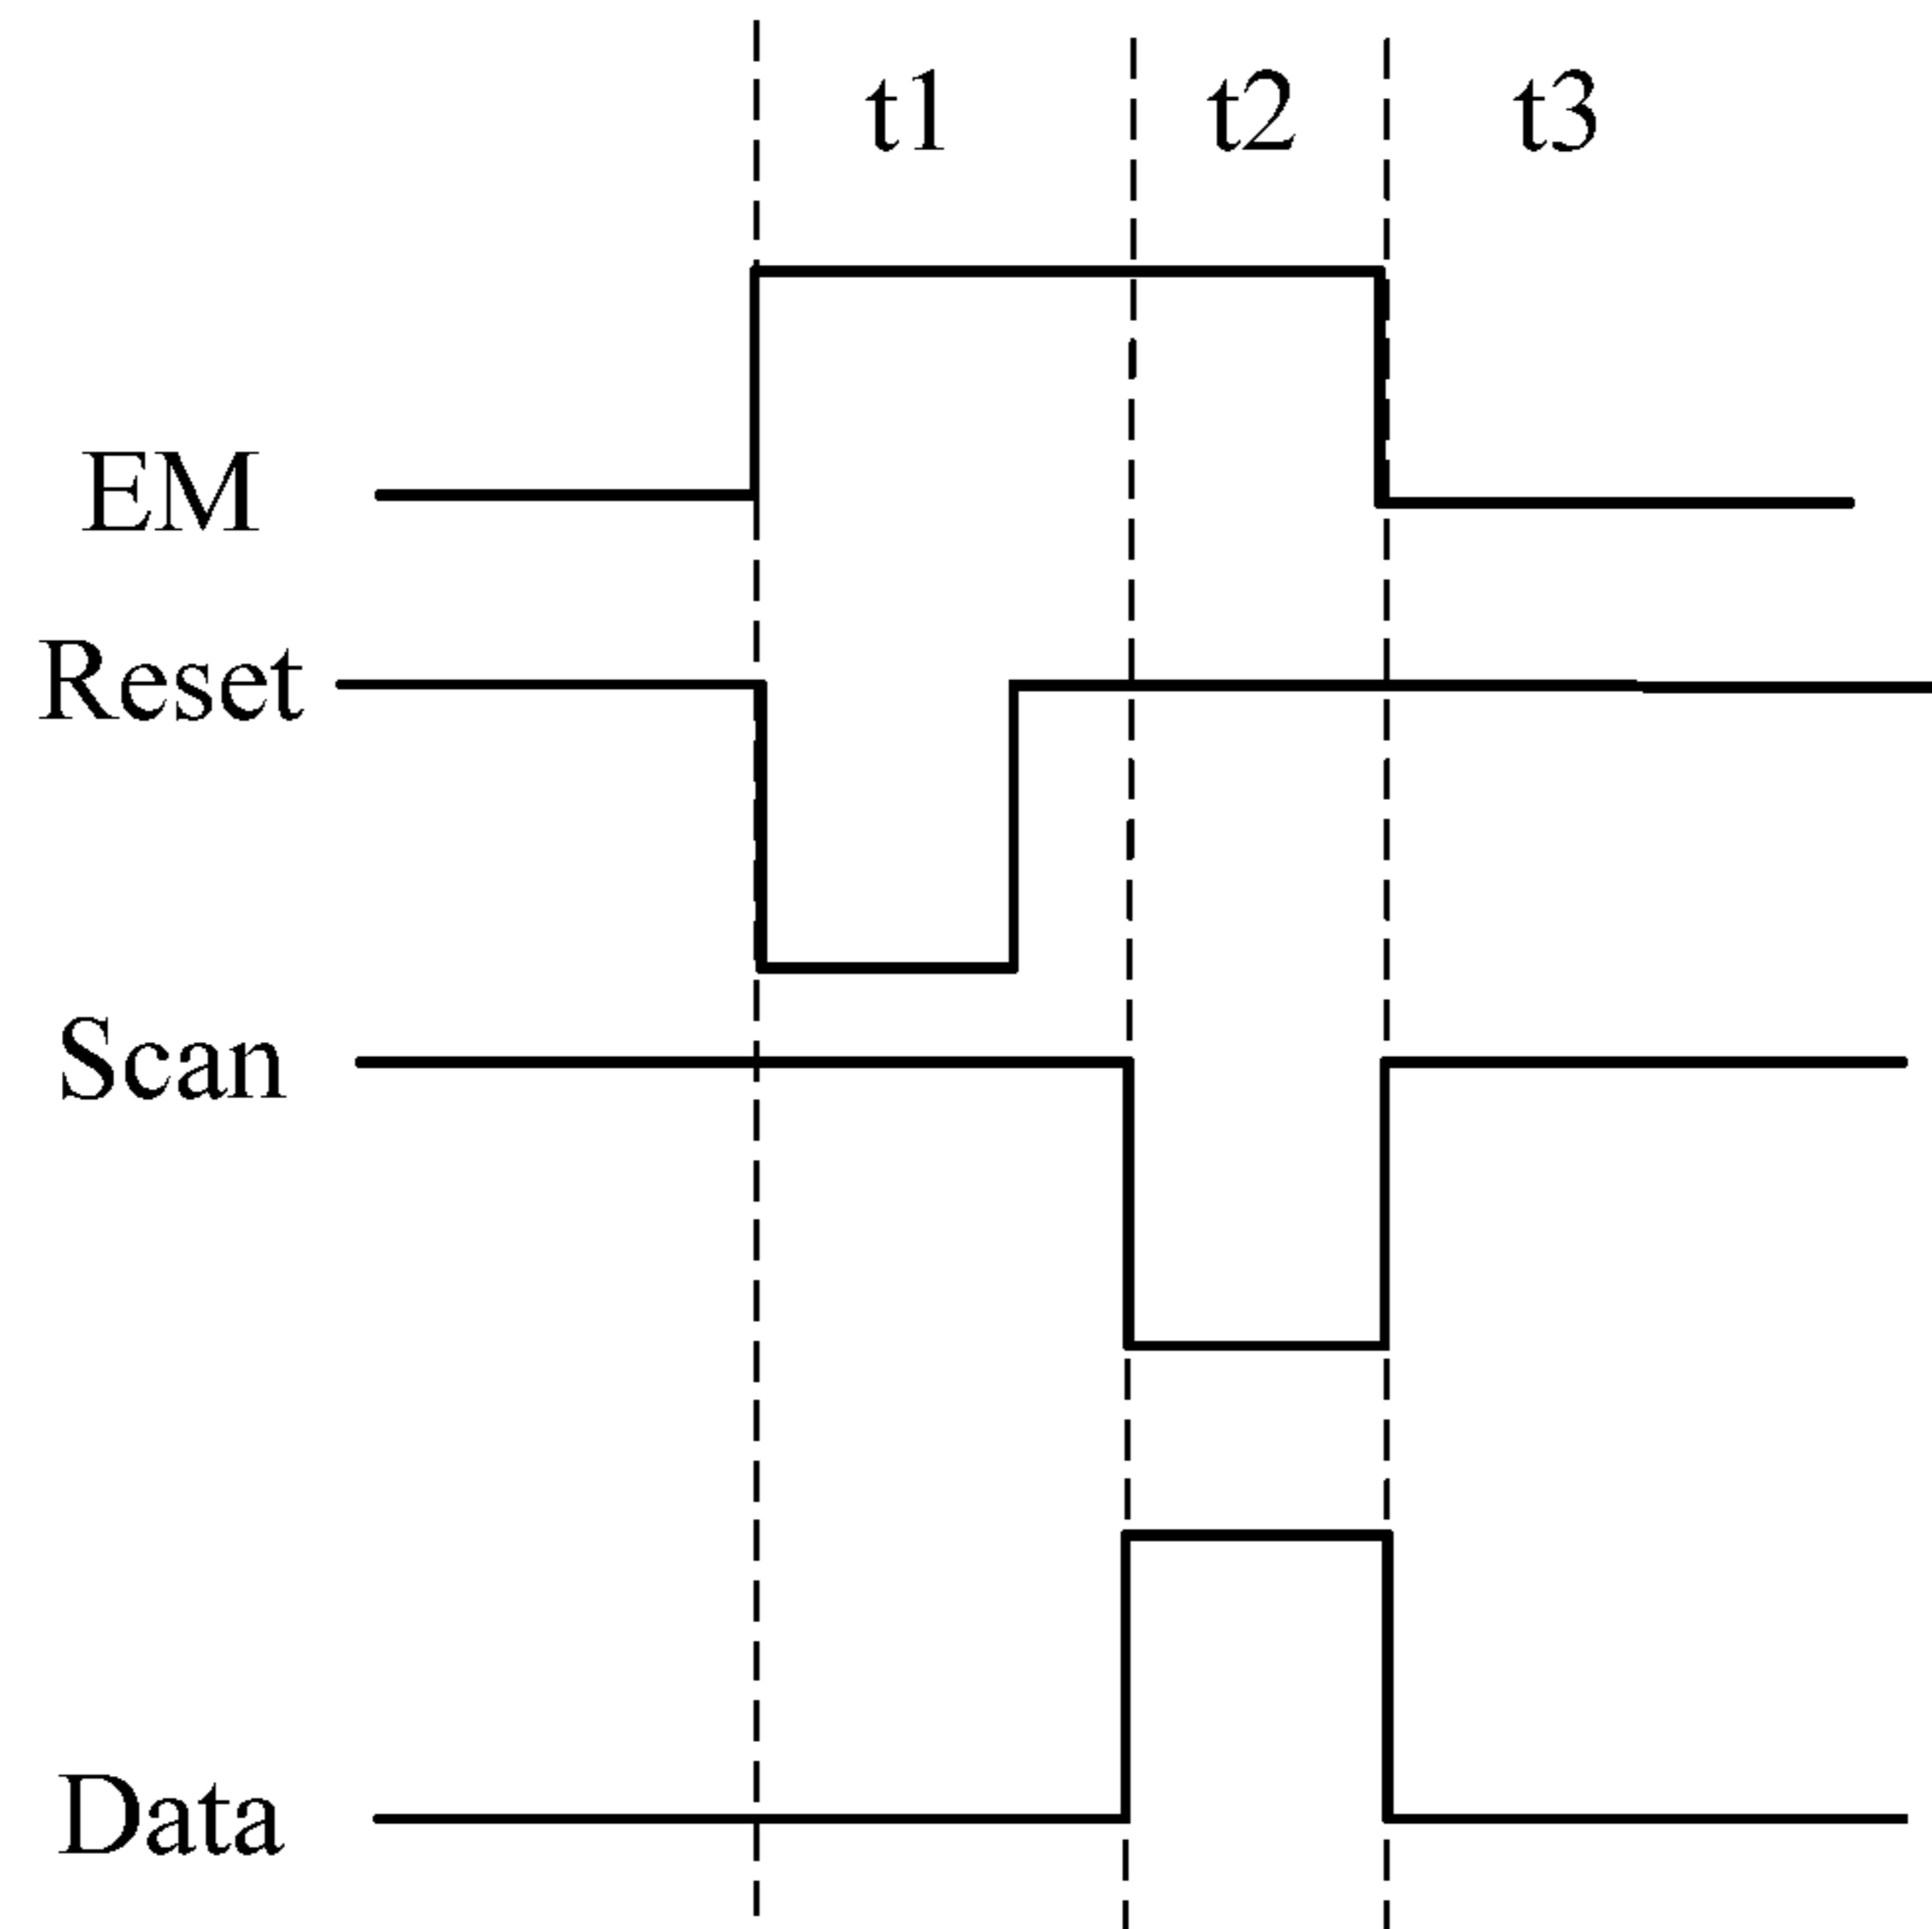 t1 t2 t3
EM
Reset
Scan
Data